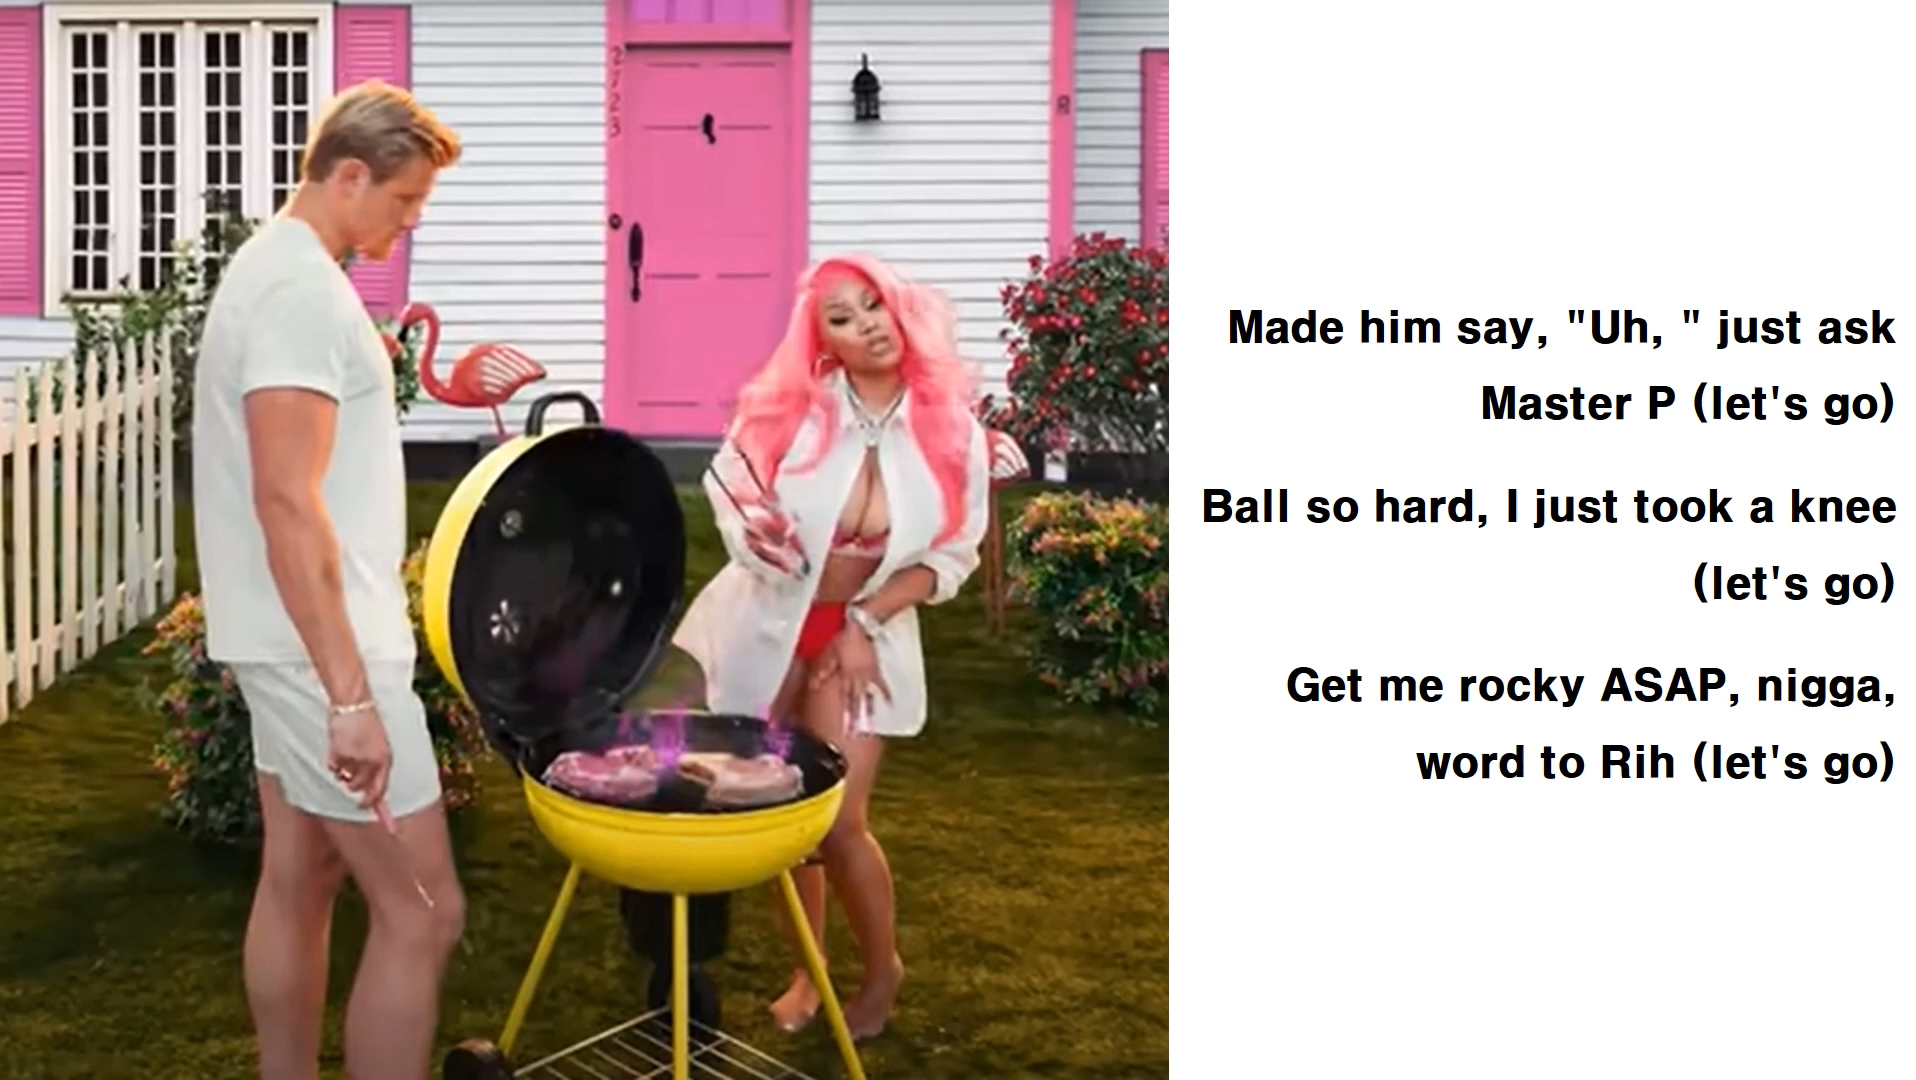 2723
Made him say, "Uh, " just ask
Master P (let's go)
Ball so hard, I just took a knee
(let's go)
Get me rocky ASAP, nigga,
word to Rih (let's go)